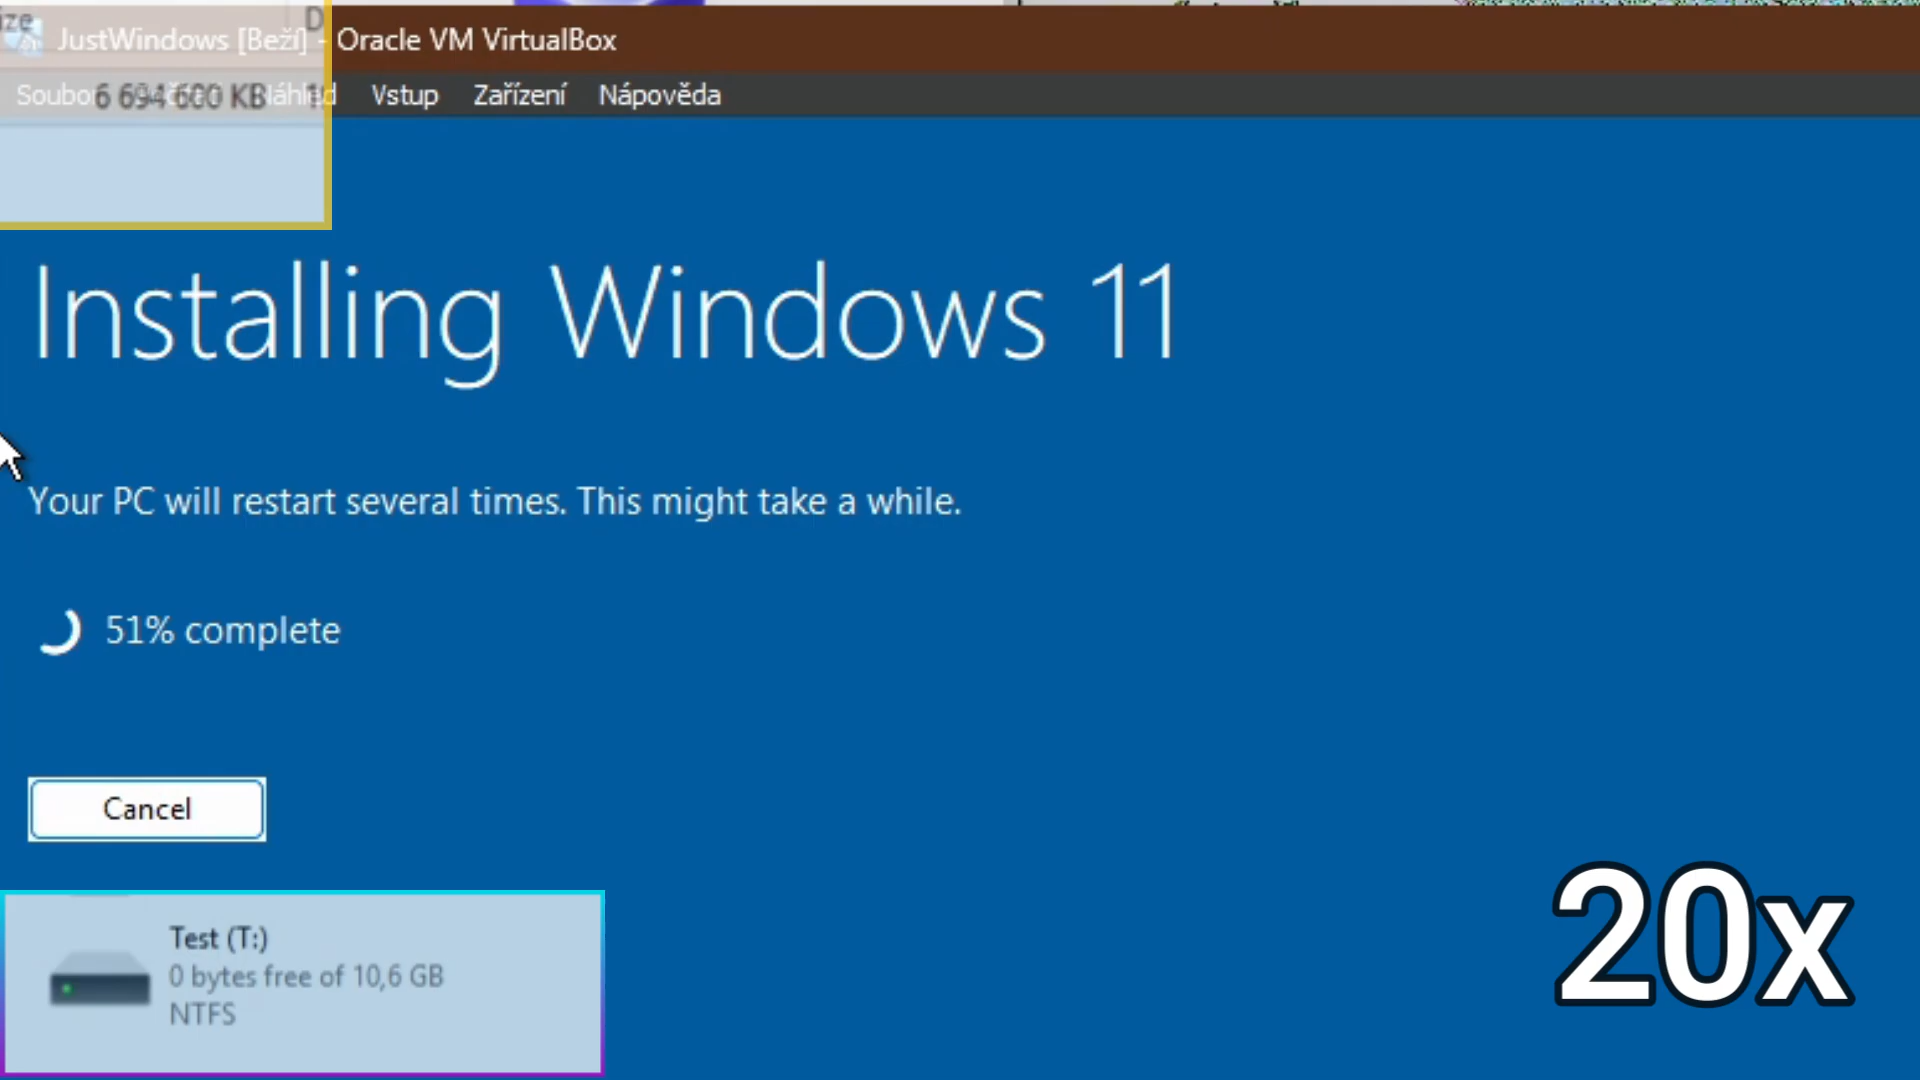 JustWindows [Beží] - Oracle VM VirtualBox
6 694 600 KB
Vstup Zařízení Nápověda
Installing Windows 11
Your PC will restart several times. This might take a while.
51% complete
Cancel
Test (T:)
0 bytes free of 10,6 GB
NTFS
20x